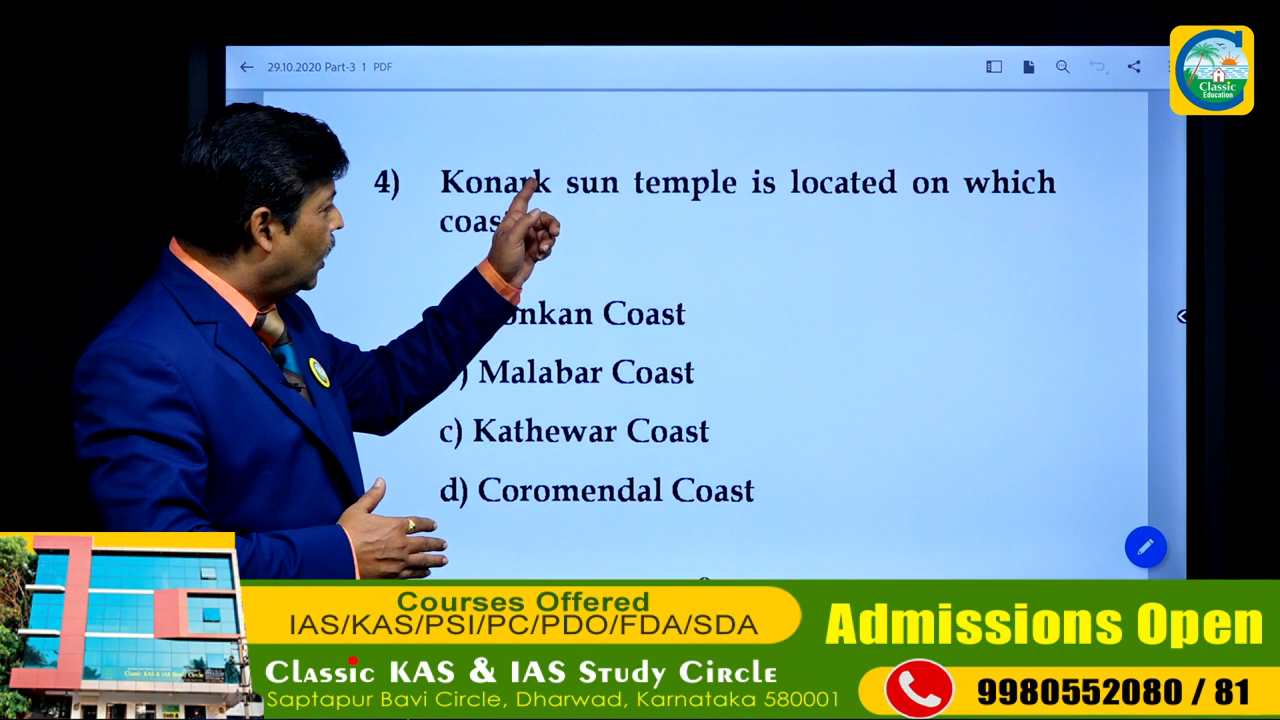 29.10.2020 Part-3 1 PDF
Classic
Education
4) Konark sun temple is located on which
Coast
Malabar Coast
c) Kathewar Coast
d) Coromendal Coast
Courses Offered
IAS/KAS/PSI/PC/PDO/FDA/SDA
Admissions Open
Classic KAS & IAS Study Circle
Saptapur Bavi Circle, Dharwad, Karnataka 580001
9980552080 / 81